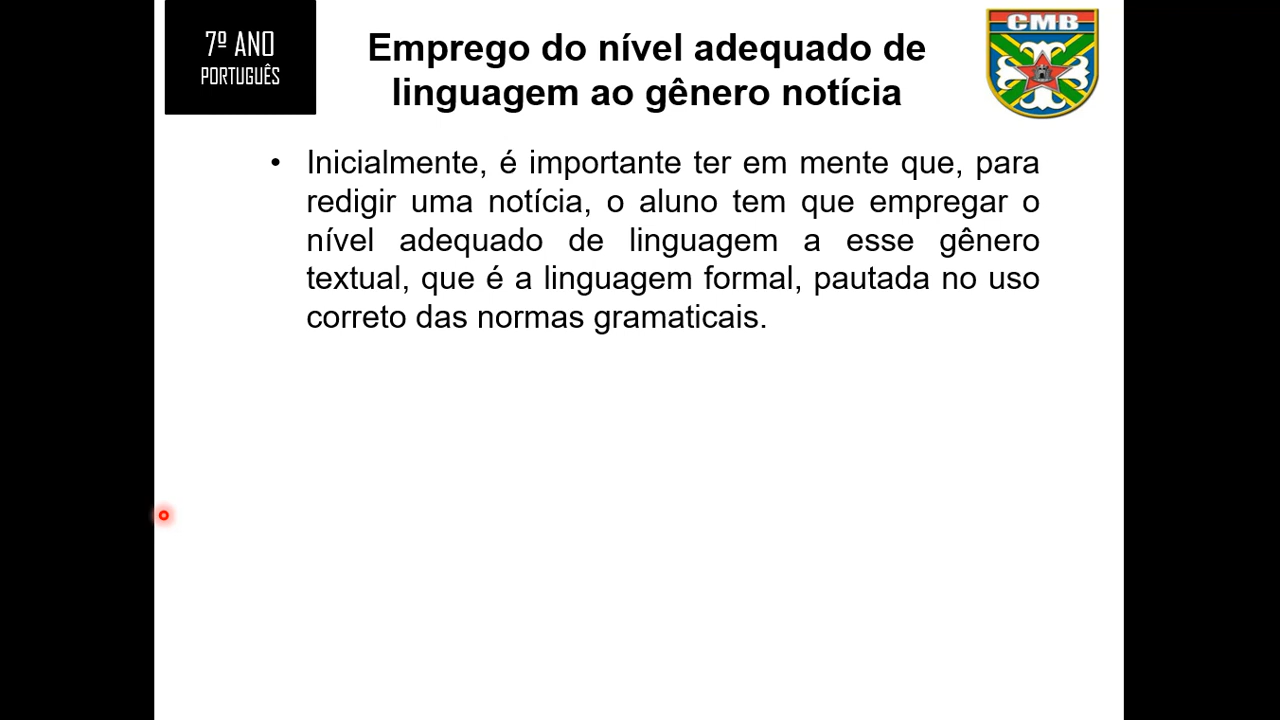 7º ANO
PORTUGUÊS
Emprego do nível adequado de
linguagem ao gênero notícia
CMB
• Inicialmente, é importante ter em mente que, para
redigir uma notícia, o aluno tem que empregar o
nível adequado de linguagem a esse gênero
textual, que é a linguagem formal, pautada no uso
correto das normas gramaticais.